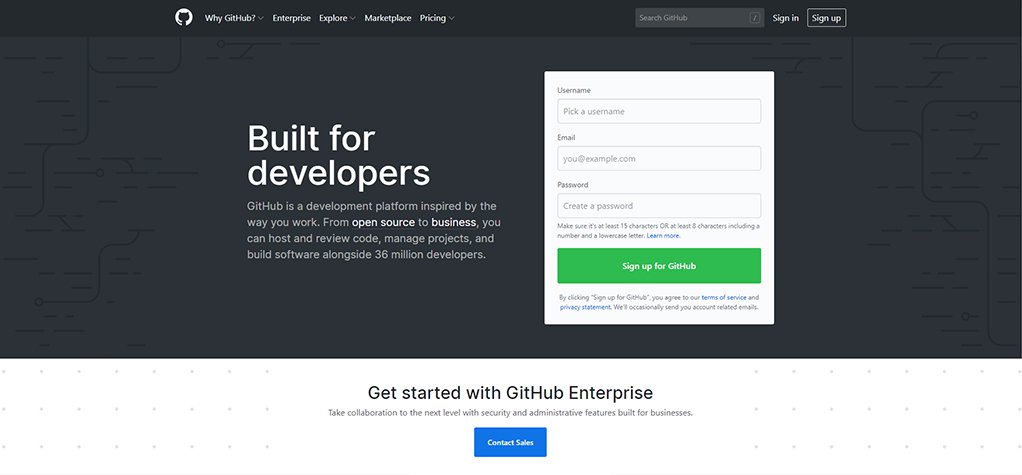 Why GitHub? Enterprise Explore Marketplace Pricing Search GitHub / Sign in Sign up
Built for
developers
GitHub is a development platform inspired by the
way you work. From open source to business, you
can host and review code, manage projects, and
build software alongside 36 million developers.
Username
Pick a username
Email
you@example.com
Password
Create a password
Make sure it's at least 15 characters OR at least 8 characters including a
number and a lowercase letter. Learn more.
Sign up for GitHub
By clicking "Sign up for GitHub", you agree to our terms of service and
privacy statement. We'll occasionally send you account related emails.
Get started with GitHub Enterprise
Take collaboration to the next level with security and administrative features built for businesses.
Contact Sales